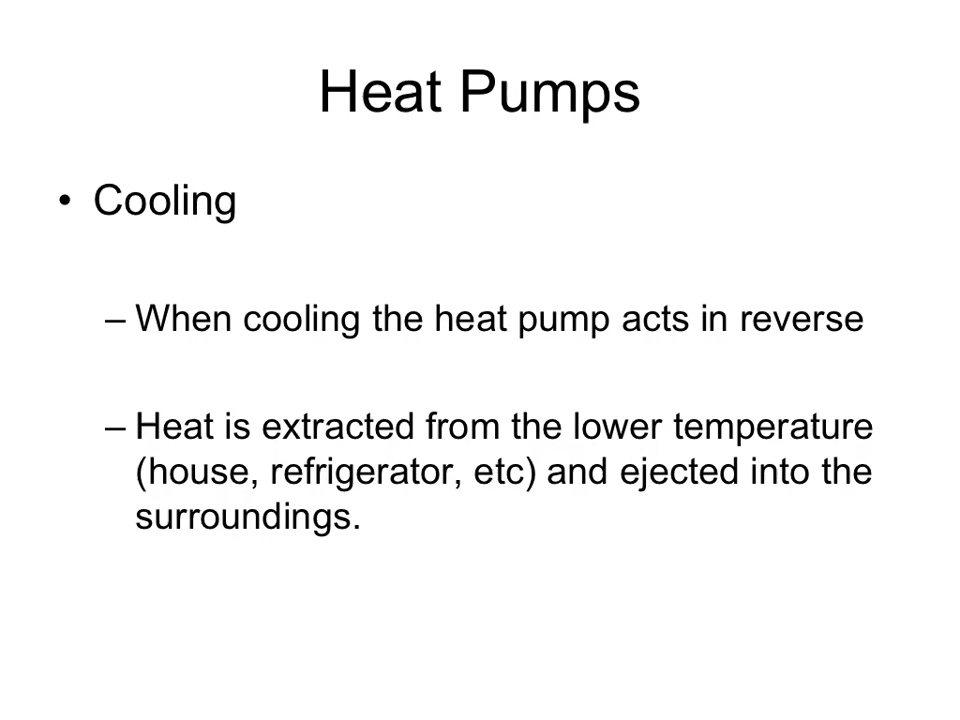 Heat Pumps
• Cooling
– When cooling the heat pump acts in reverse
– Heat is extracted from the lower temperature
(house, refrigerator, etc) and ejected into the
surroundings.